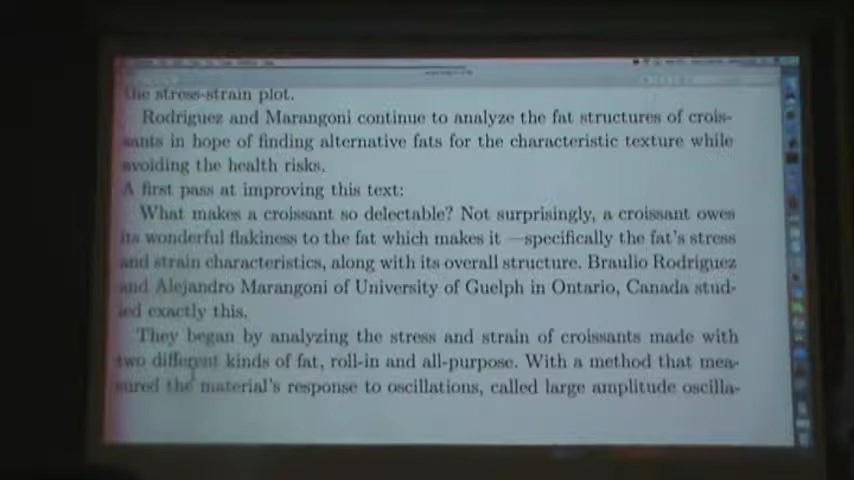 the stress-strain plot.
Rodriguez and Marangoni continue to analyze the fat structures of crois-
sants in hope of finding alternative fats for the characteristic texture while
avoiding the health risks.
A first pass at improving this text:
What makes a croissant so delectable? Not surprisingly, a croissant owes
its wonderful flakiness to the fat which makes it —specifically the fat's stress
and strain characteristics, along with its overall structure. Braulio Rodriguez
and Alejandro Marangoni of University of Guelph in Ontario, Canada stud-
ied exactly this.
They began by analyzing the stress and strain of croissants made with
two different kinds of fat, roll-in and all-purpose. With a method that mea-
sured the material's response to oscillations, called large amplitude oscilla-